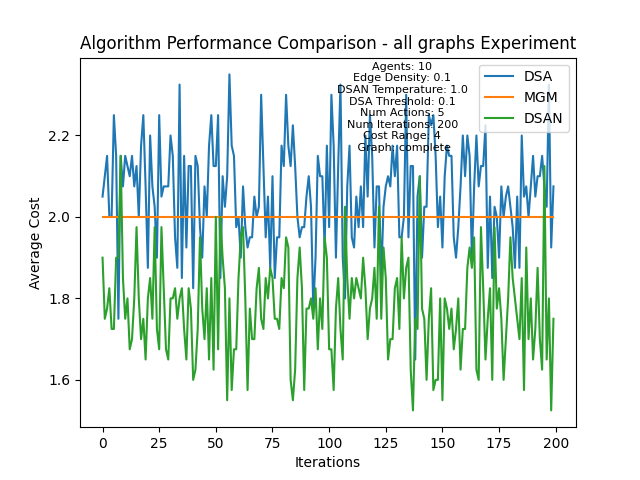 Algorithm Performance Comparison - all graphs Experiment
Agents: 10
Edge Density: 0.1
DSAN Temperature: 1.0
DSA Threshold: 0.1
Num Actions: 5
Num Iterations: 200
Cost Range: 4
Graph: complete
DSA
MGM
DSAN
Average Cost
2.2
2.0
1.8
1.6
0
25
50
75
100
125
150
175
200
Iterations